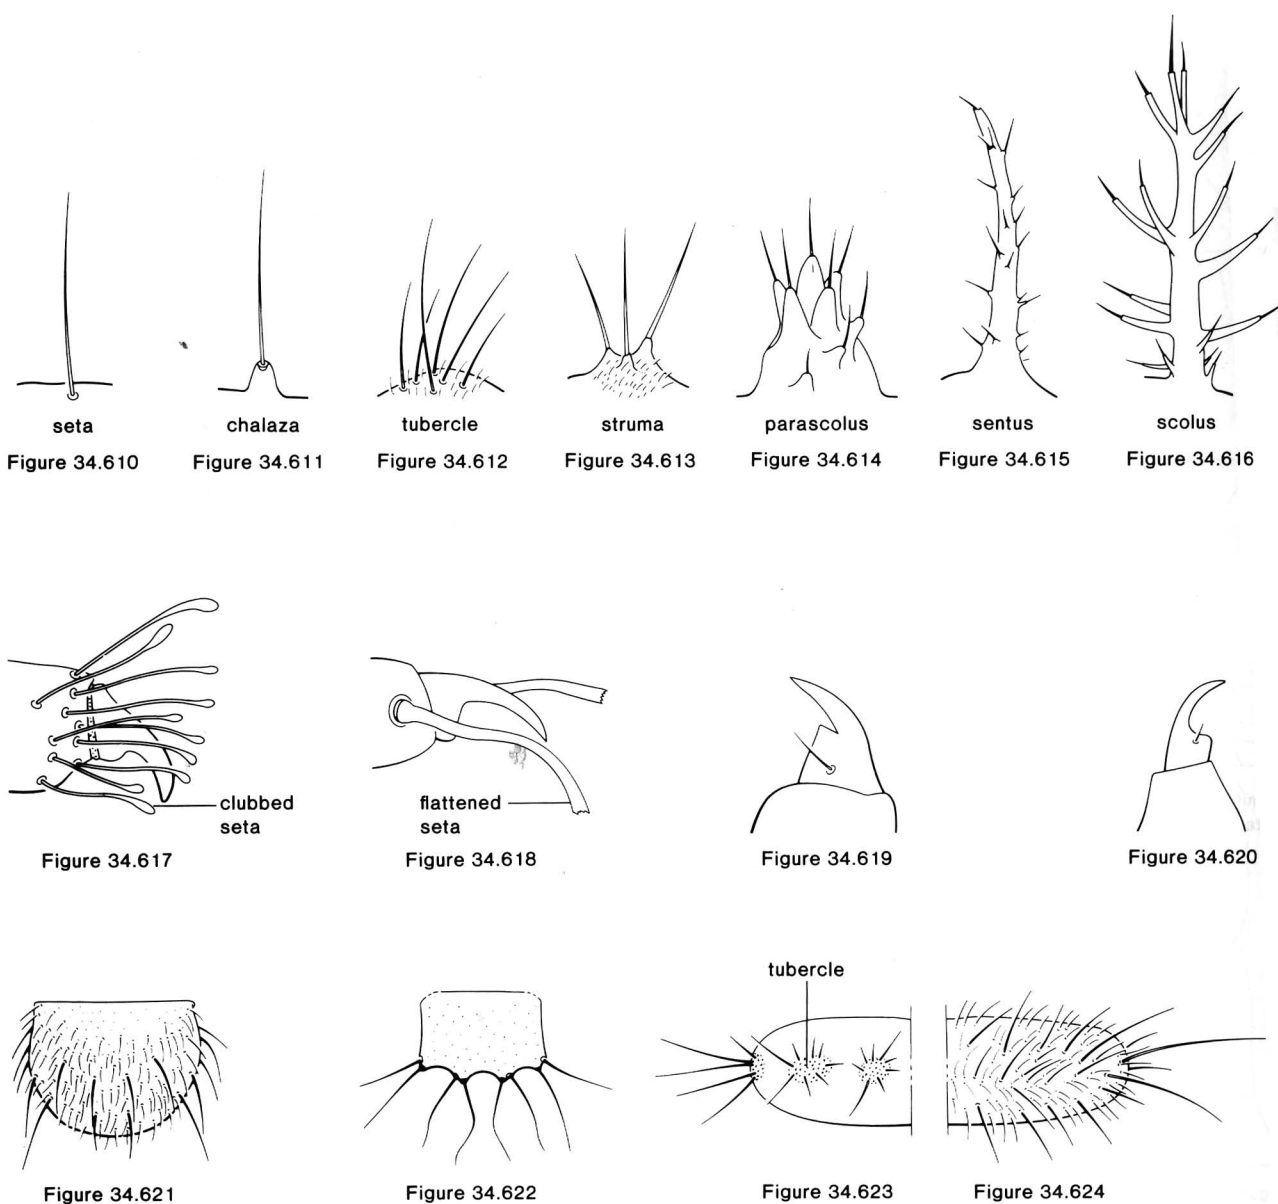 seta
chalaza
tubercle
struma
parascolus
sentus
scolus
Figure 34.610
Figure 34.611
Figure 34.612
Figure 34.613
Figure 34.614
Figure 34.615
Figure 34.616
clubbed
seta
flattened
seta
Figure 34.617
Figure 34.618
Figure 34.619
Figure 34.620
tubercle
Figure 34.621
Figure 34.622
Figure 34.623
Figure 34.624